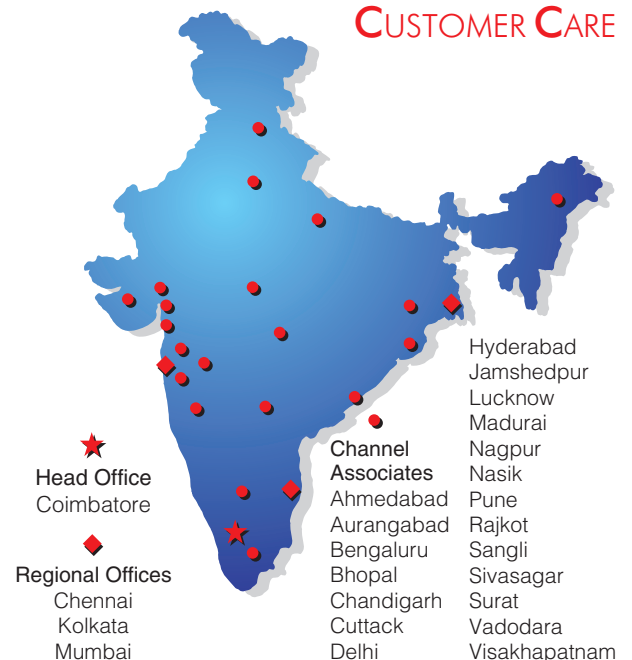 CUSTOMER CARE
Head Office
Coimbatore
Regional Offices
Chennai
Kolkata
Mumbai
Channel
Associates
Ahmedabad
Aurangabad
Bengaluru
Bhopal
Chandigarh
Cuttack
Delhi
Hyderabad
Jamshedpur
Lucknow
Madurai
Nagpur
Nasik
Pune
Rajkot
Sangli
Sivasagar
Surat
Vadodara
Visakhapatnam